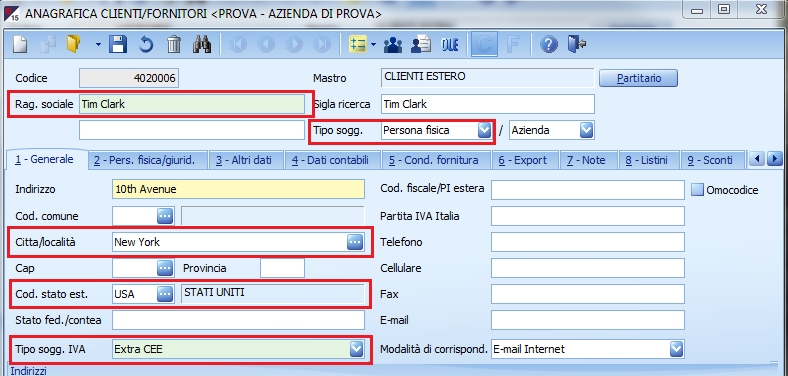 15 ANAGRAFICA CLIENTI/FORNITORI <PROVA - AZIENDA DI PROVA>
OLE C F ?
Codice 4020006 Mastro CLIENTI ESTERO Partitario
Rag. sociale Tim Clark Sigla ricerca Tim Clark
Tipo sogg. Persona fisica / Azienda
1 - Generale 2 - Pers. fisica/giurid. 3 - Altri dati 4 - Dati contabili 5 - Cond. fornitura 6 - Export 7 - Note 8 - Listini 9 - Sconti
Indirizzo 10th Avenue Cod. fiscale/PI estera Omocodice
Cod. comune ... Partita IVA Italia
Citta/località New York ... Telefono
Cap ... Provincia Cellulare
Cod. stato est. USA ... STATI UNITI Fax
Stato fed./contea E-mail
Tipo sogg. IVA Extra CEE Modalità di corrispond. E-mail Internet
Indirizzi